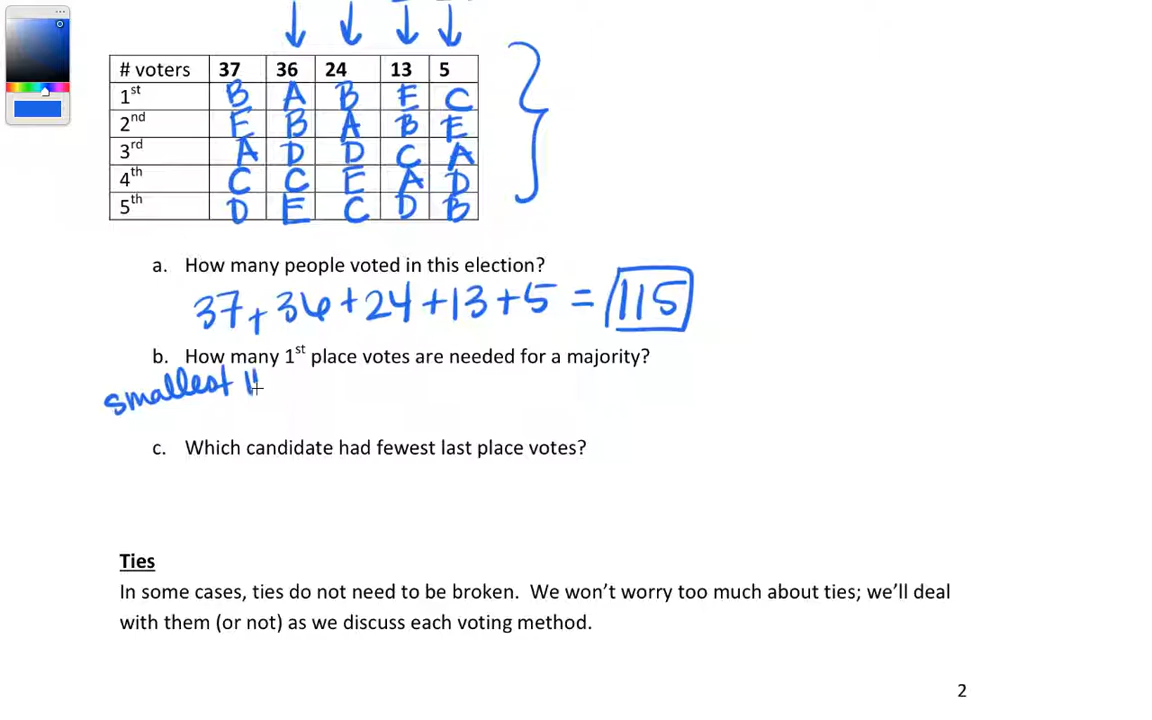 # voters 37 36 24 13 5
1st B A B E C
2nd E B A B E
3rd A D D C A
4th C C E A D
5th D E C D B
a. How many people voted in this election?
37 + 36 + 24 + 13 + 5 = 115
b. How many 1st place votes are needed for a majority?
smallest
c. Which candidate had fewest last place votes?
Ties
In some cases, ties do not need to be broken. We won't worry too much about ties; we'll deal
with them (or not) as we discuss each voting method.
2